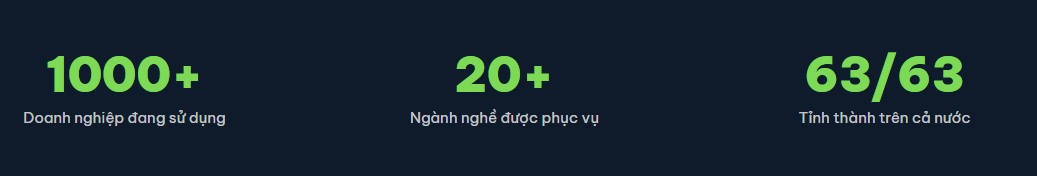 1000+ 20+ 63/63
Doanh nghiệp đang sử dụng Ngành nghề được phục vụ Tỉnh thành trên cả nước